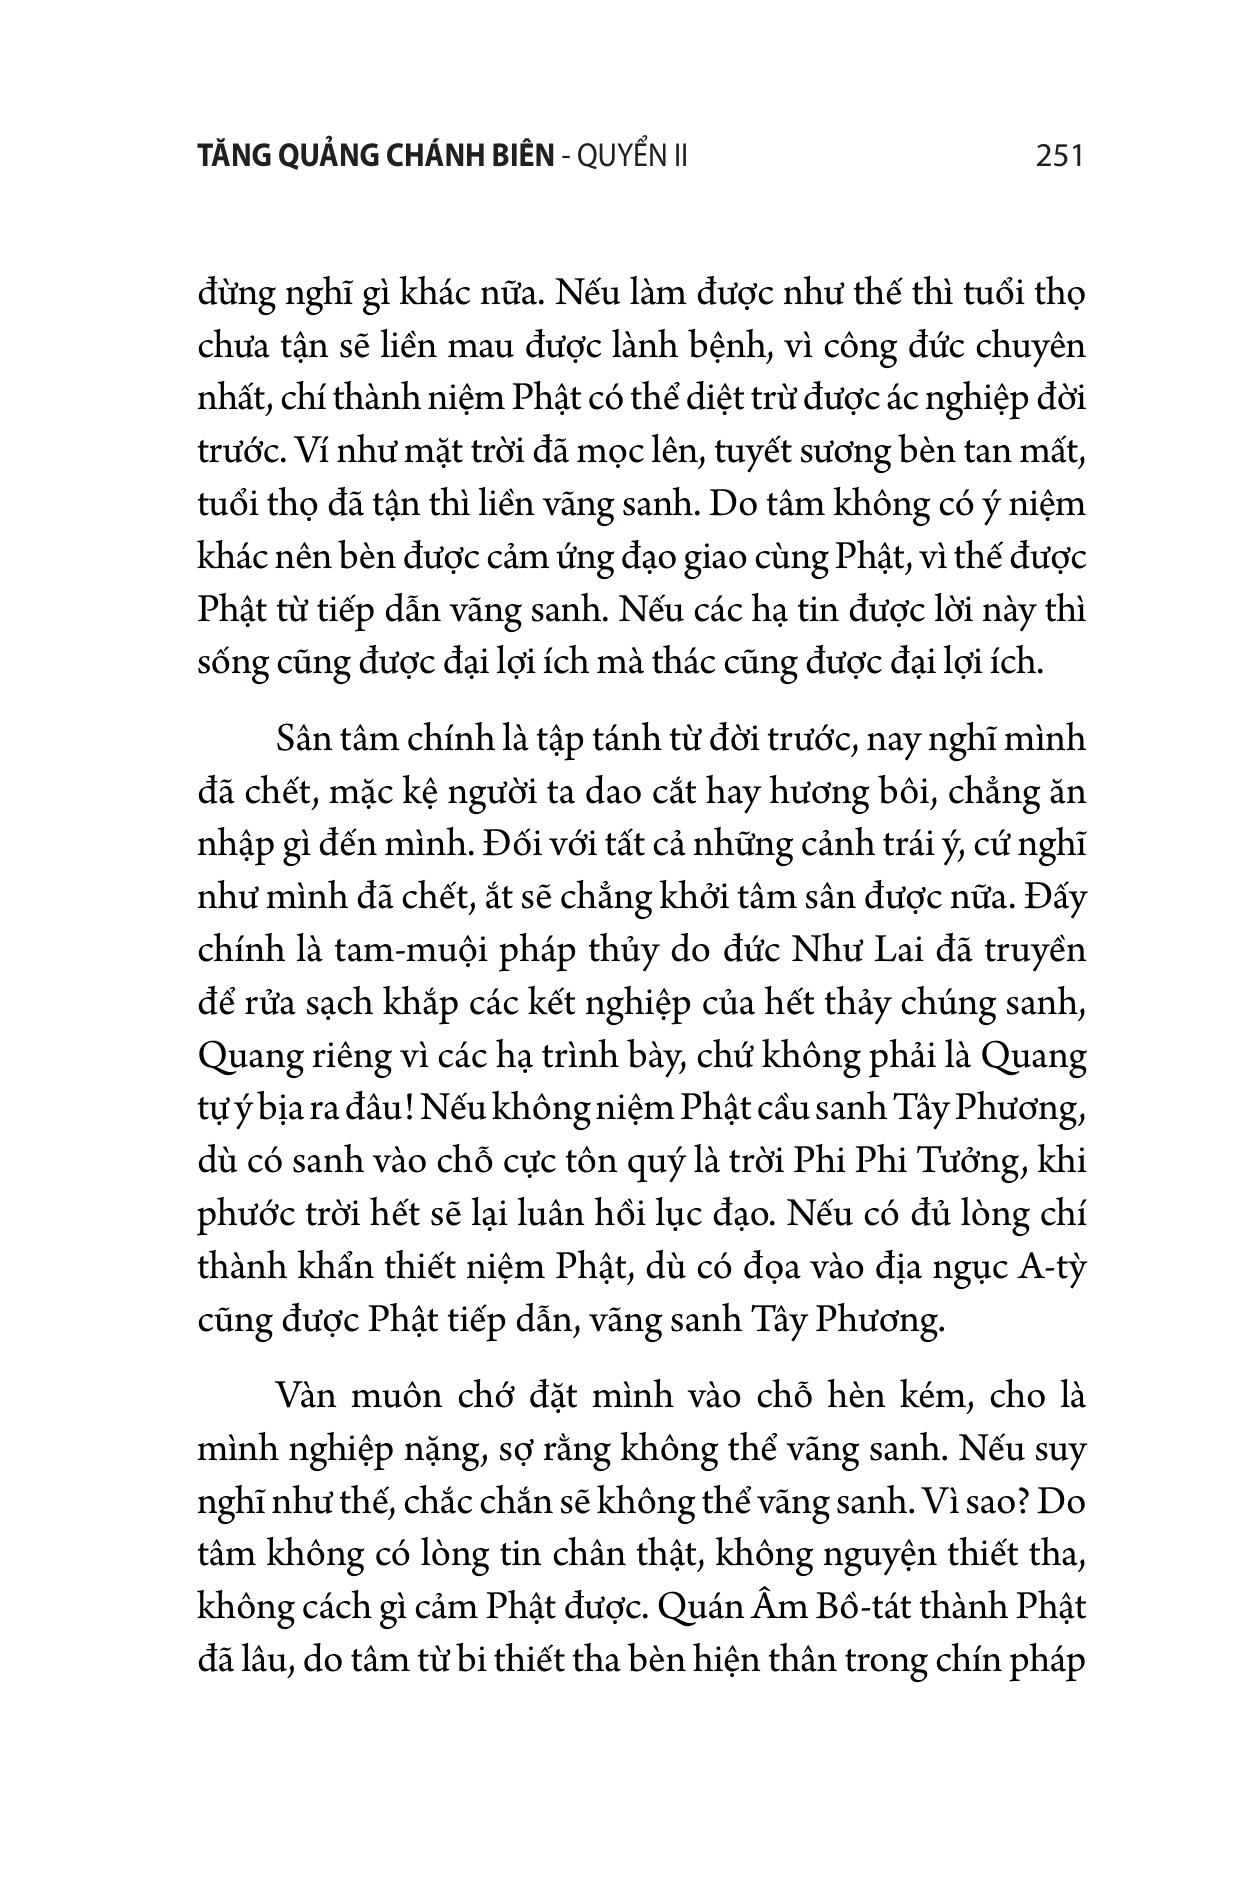 TĂNG QUẢNG CHÁNH BIÊN - QUYỂN II 251
đừng nghĩ gì khác nữa. Nếu làm được như thế thì tuổi thọ
chưa tận sẽ liền mau được lành bệnh, vì công đức chuyên
nhất, chí thành niệm Phật có thể diệt trừ được ác nghiệp đời
trước. Ví như mặt trời đã mọc lên, tuyết sương bèn tan mất,
tuổi thọ đã tận thì liền vãng sanh. Do tâm không có ý niệm
khác nên bèn được cảm ứng đạo giao cùng Phật, vì thế được
Phật từ tiếp dẫn vãng sanh. Nếu các hạ tin được lời này thì
sống cũng được đại lợi ích mà thác cũng được đại lợi ích.
Sân tâm chính là tập tánh từ đời trước, nay nghĩ mình
đã chết, mặc kệ người ta dao cắt hay hương bôi, chẳng ăn
nhập gì đến mình. Đối với tất cả những cảnh trái ý, cứ nghĩ
như mình đã chết, ắt sẽ chẳng khởi tâm sân được nữa. Đấy
chính là tam-muội pháp thủy do đức Như Lai đã truyền
để rửa sạch khắp các kết nghiệp của hết thảy chúng sanh,
Quang riêng vì các hạ trình bày, chứ không phải là Quang
tự ý bịa ra đâu! Nếu không niệm Phật cầu sanh Tây Phương,
dù có sanh vào chỗ cực tôn quý là trời Phi Phi Tưởng, khi
phước trời hết sẽ lại luân hồi lục đạo. Nếu có đủ lòng chí
thành khẩn thiết niệm Phật, dù có đọa vào địa ngục A-tỳ
cũng được Phật tiếp dẫn, vãng sanh Tây Phương.
Vàn muôn chớ đặt mình vào chỗ hèn kém, cho là
mình nghiệp nặng, sợ rằng không thể vãng sanh. Nếu suy
nghĩ như thế, chắc chắn sẽ không thể vãng sanh. Vì sao? Do
tâm không có lòng tin chân thật, không nguyện thiết tha,
không cách gì cảm Phật được. Quán Âm Bồ-tát thành Phật
đã lâu, do tâm từ bi thiết tha bèn hiện thân trong chín pháp